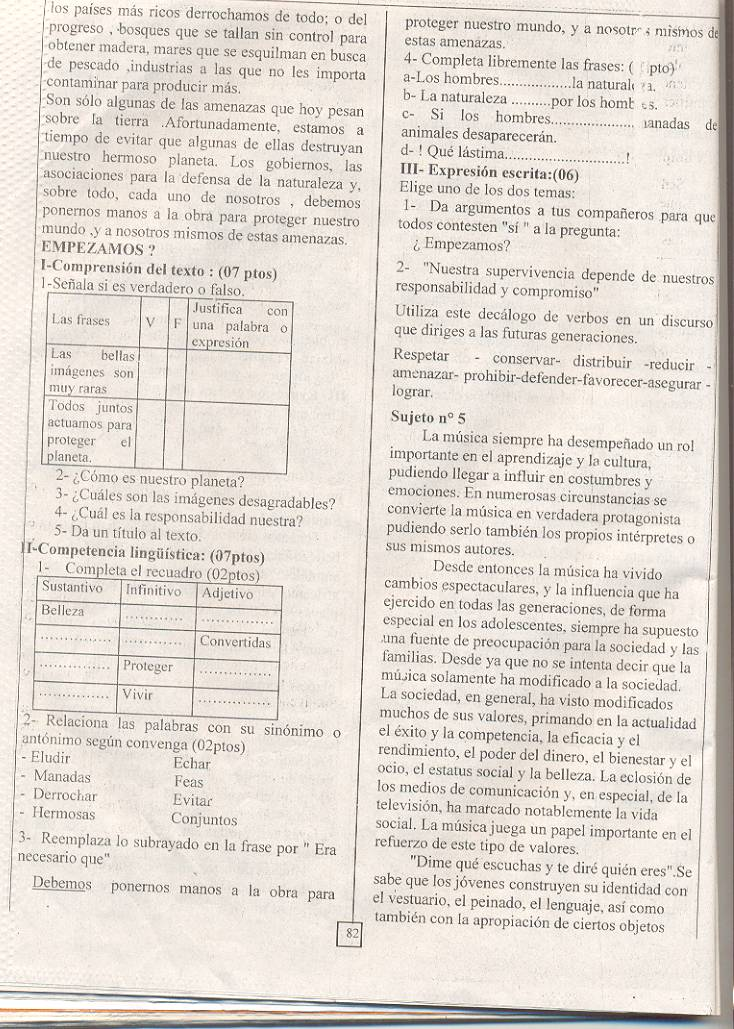 los países más ricos derrochamos de todo; o del
progreso , bosques que se tallan sin control para
obtener madera, mares que se esquilman en busca
de pescado ,industrias a las que no les importa
contaminar para producir más.
Son sólo algunas de las amenazas que hoy pesan
sobre la tierra .Afortunadamente, estamos a
tiempo de evitar que algunas de ellas destruyan
nuestro hermoso planeta. Los gobiernos, las
asociaciones para la defensa de la naturaleza y,
sobre todo, cada uno de nosotros , debemos
ponernos manos a la obra para proteger nuestro
mundo ,y a nosotros mismos de estas amenazas.
EMPEZAMOS ?
I-Comprensión del texto : (07 ptos)
1-Señala si es verdadero o falso.
Las frases V F Justifica con
una palabra o
expresión
Las bellas
imágenes son
muy raras
Todos juntos
actuamos para
proteger el
planeta.
2- ¿Cómo es nuestro planeta?
3- ¿Cuáles son las imágenes desagradables?
4- ¿Cuál es la responsabilidad nuestra?
5- Da un título al texto.
II-Competencia lingüística: (07ptos)
1- Completa el recuadro (02ptos)
Sustantivo Infinitivo Adjetivo
Belleza ............. ................
................ .............. Convertidas
................ Proteger ................
................ Vivir ................
2- Relaciona las palabras con su sinónimo o
antónimo según convenga (02ptos)
- Eludir Echar
- Manadas Feas
- Derrochar Evitar
- Hermosas Conjuntos
3- Reemplaza lo subrayado en la frase por " Era
necesario que"
Debemos ponernos manos a la obra para
proteger nuestro mundo, y a mismos de
estas amenazas.
4- Completa libremente las frases: (
a-Los hombres..................la
b- La naturaleza ..........por los
c- Si los hombres.................... de
animales desaparecerán.
d- ! Qué lástima..............................!
III- Expresión escrita:(06)
Elige uno de los dos temas:
1- Da argumentos a tus compañeros para que
todos contesten "sí " a la pregunta:
¿ Empezamos?
2- "Nuestra supervivencia depende de nuestros
responsabilidad y compromiso"
Utiliza este decálogo de verbos en un discurso
que diriges a las futuras generaciones.
Respetar - conservar- distribuir -reducir -
amenazar- prohibir-defender-favorecer-asegurar -
lograr.
Sujeto n° 5
La música siempre ha desempeñado un rol
importante en el aprendizaje y la cultura,
pudiendo llegar a influir en costumbres y
emociones. En numerosas circunstancias se
convierte la música en verdadera protagonista
pudiendo serlo también los propios intérpretes o
sus mismos autores.
Desde entonces la música ha vivido
cambios espectaculares, y la influencia que ha
ejercido en todas las generaciones, de forma
especial en los adolescentes, siempre ha supuesto
una fuente de preocupación para la sociedad y las
familias. Desde ya que no se intenta decir que la
música solamente ha modificado a la sociedad.
La sociedad, en general, ha visto modificados
muchos de sus valores, primando en la actualidad
el éxito y la competencia, la eficacia y el
rendimiento, el poder del dinero, el bienestar y el
ocio, el estatus social y la belleza. La eclosión de
los medios de comunicación y, en especial, de la
televisión, ha marcado notablemente la vida
social. La música juega un papel importante en el
refuerzo de este tipo de valores.
"Dime qué escuchas y te diré quién eres".Se
sabe que los jóvenes construyen su identidad con
el vestuario, el peinado, el lenguaje, así como
también con la apropiación de ciertos objetos
82